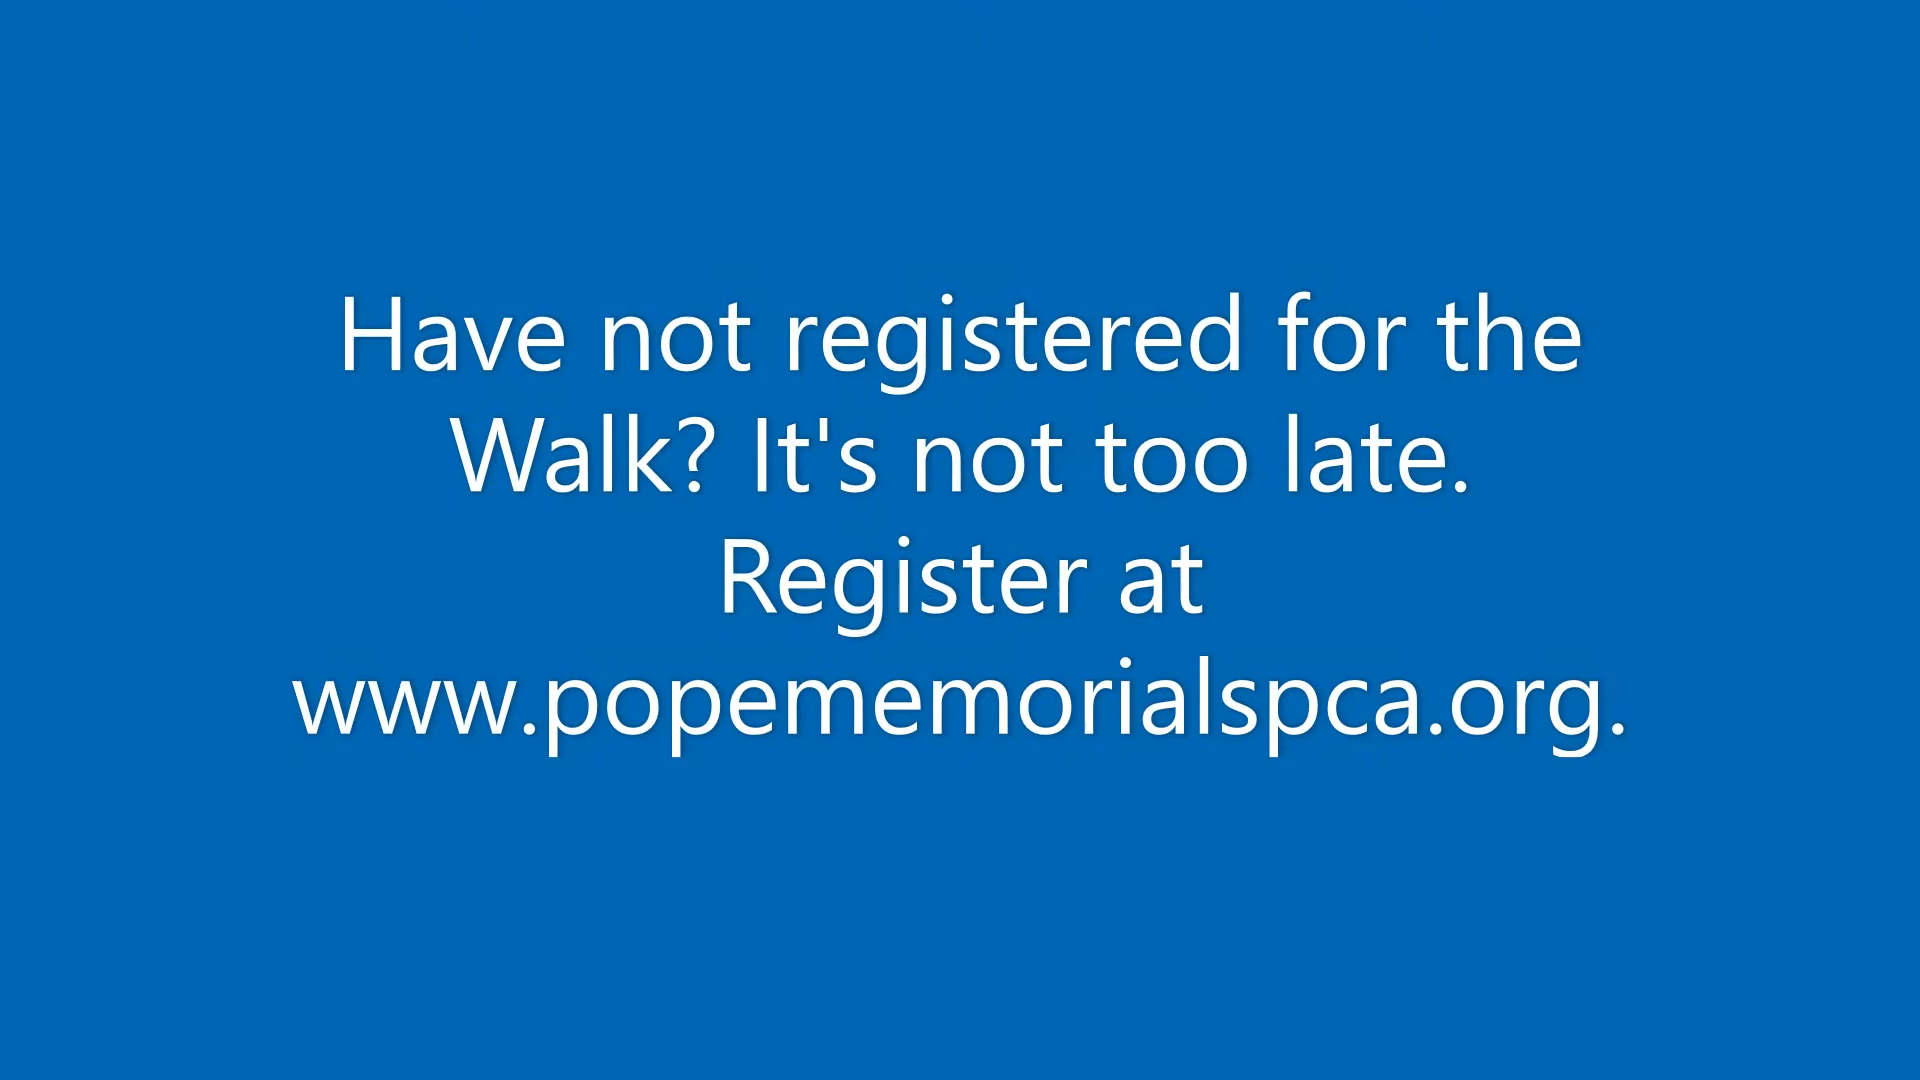 Have not registered for the
Walk? It's not too late.
Register at
www.popememorialspca.org.